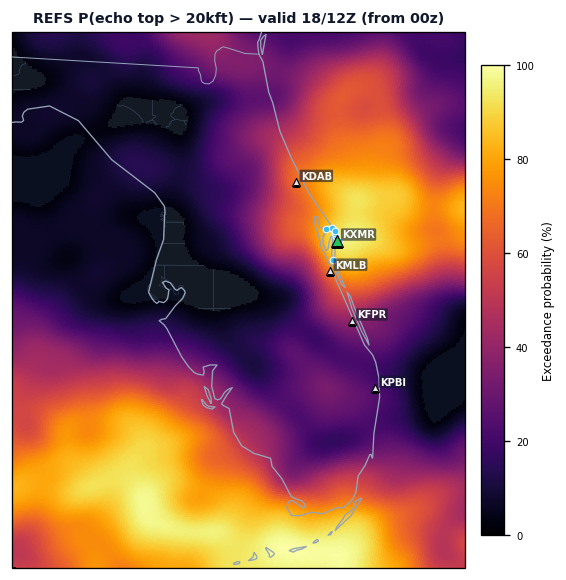 REFS P(echo top > 20kft) — valid 18/12Z (from 00z)
KDAB
KXMR
KMLB
KFPR
KPBI
100
80
60
40
20
0
Exceedance probability (%)